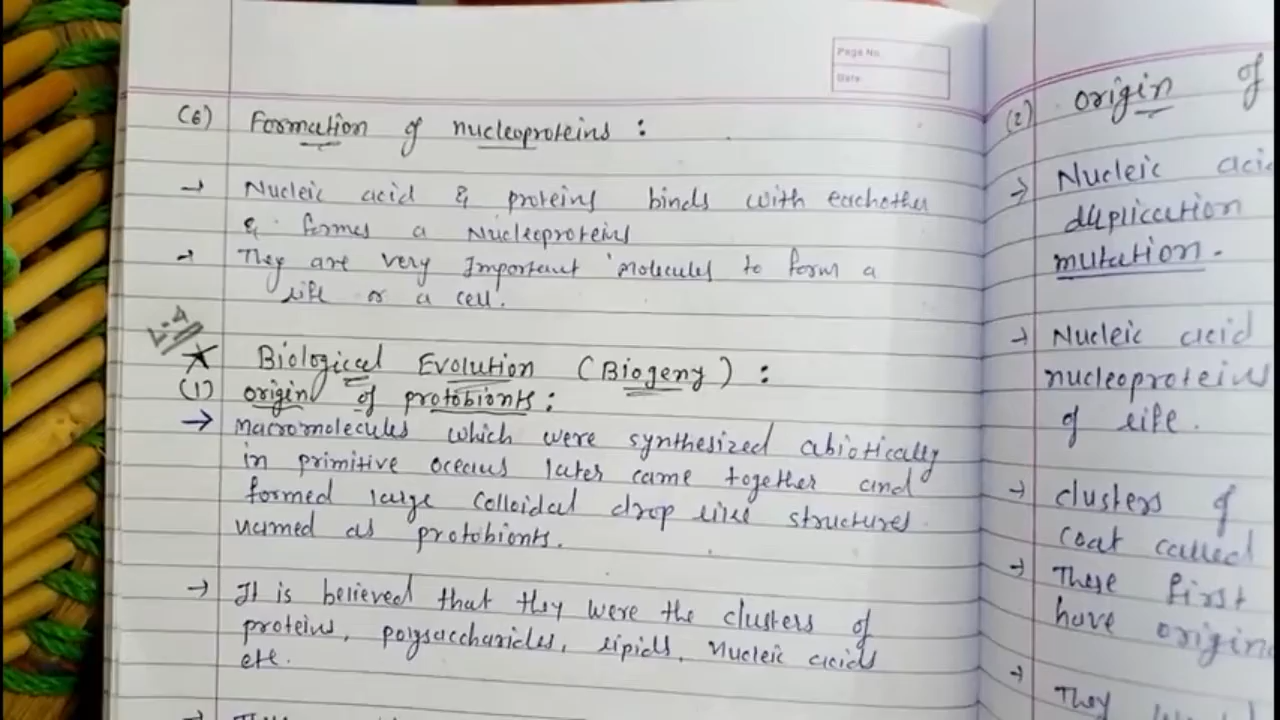 Page No.
Date:
(6) Formation of nucleoproteins :
→ Nucleic acid & proteins binds with eachother
& formes a Nucleoproteins
→ They are very Important molecules to form a
life or a cell.
L-4
★ Biological Evolution (Biogeny) :
(1) origin of protobionts :
→ Macromolecules which were synthesized abiotically
in primitive oceans later came together and
formed large colloidal drop like structures
named as protobionts.
→ It is believed that they were the clusters of
proteins, polysaccharides, lipids, nucleic acids
etc.
(2) origin of
→ Nucleic acid
duplication
mutation.
→ Nucleic acid
nucleoproteins
of life.
→ clusters of
coat called
→ These first
have origin
→ They